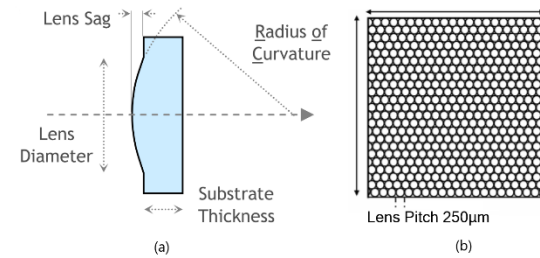 Lens Sag
Radius of
Curvature
Lens
Diameter
Substrate
Thickness
Lens Pitch 250µm
(a)
(b)